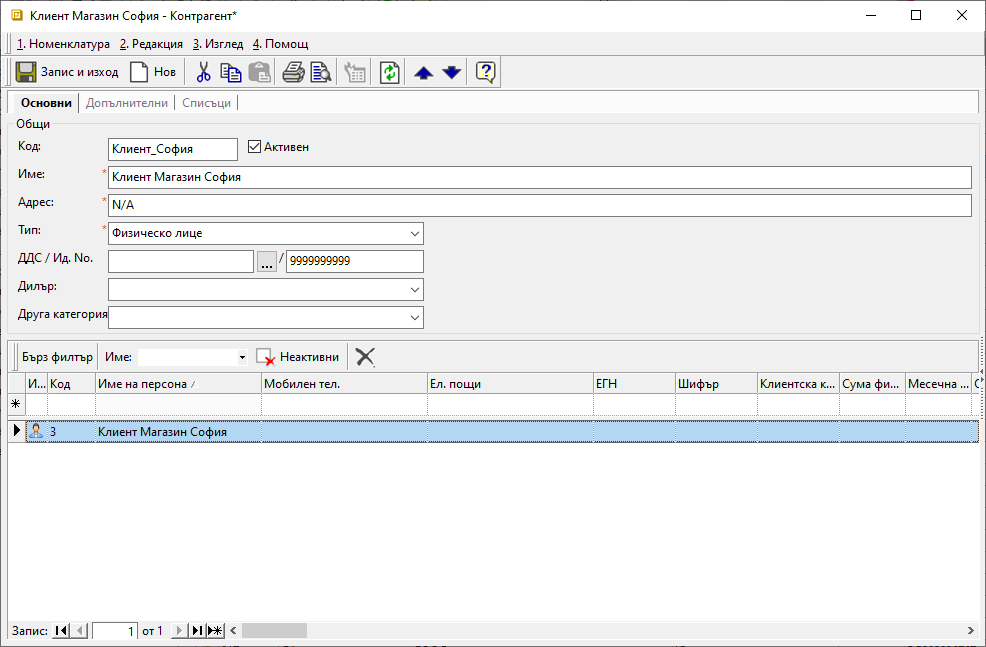 Клиент Магазин София - Контрагент*
1. Номенклатура 2. Редакция 3. Изглед 4. Помощ
Запис и изход Нов
Основни Допълнителни Списъци
Общи
Код: Клиент_София Активен
Име: * Клиент Магазин София
Адрес: * N/A
Тип: * Физическо лице
ДДС / Ид. No. ... / 9999999999
Дилър:
Друга категория
Бърз филтър Име: Неактивни
И... Код Име на персона Мобилен тел. Ел. пощи ЕГН Шифър Клиентска к... Сума фи... Месечна ...
3 Клиент Магазин София
Запис: 1 от 1